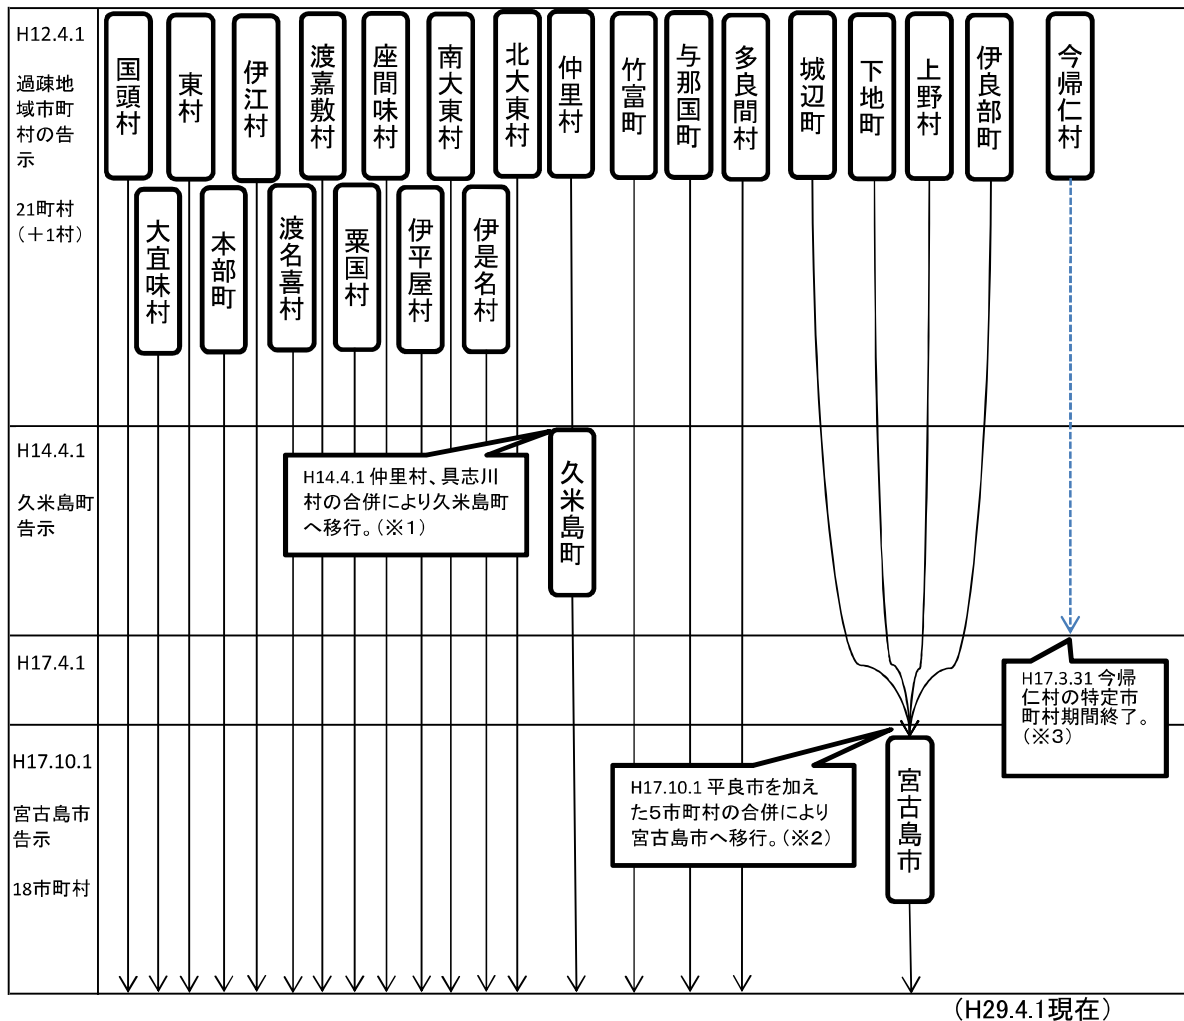 H12.4.1
過疎地
域市町
村の告
示
21町村
（＋1村）
国頭村
東村
伊江村
渡嘉敷村
座間味村
南大東村
北大東村
仲里村
竹富町
与那国町
多良間村
城辺町
下地町
上野村
伊良部町
今帰仁村
大宜味村
本部町
渡名喜村
粟国村
伊平屋村
伊是名村
H14.4.1
久米島町
告示
H14.4.1 仲里村、具志川
村の合併により久米島町
へ移行。（※1）
久米島町
H17.4.1
H17.3.31 今帰
仁村の特定市
町村期間終了。
（※3）
H17.10.1
宮古島市
告示
18市町村
H17.10.1 平良市を加え
た5市町村の合併により
宮古島市へ移行。（※2）
宮古島市
（H29.4.1現在）